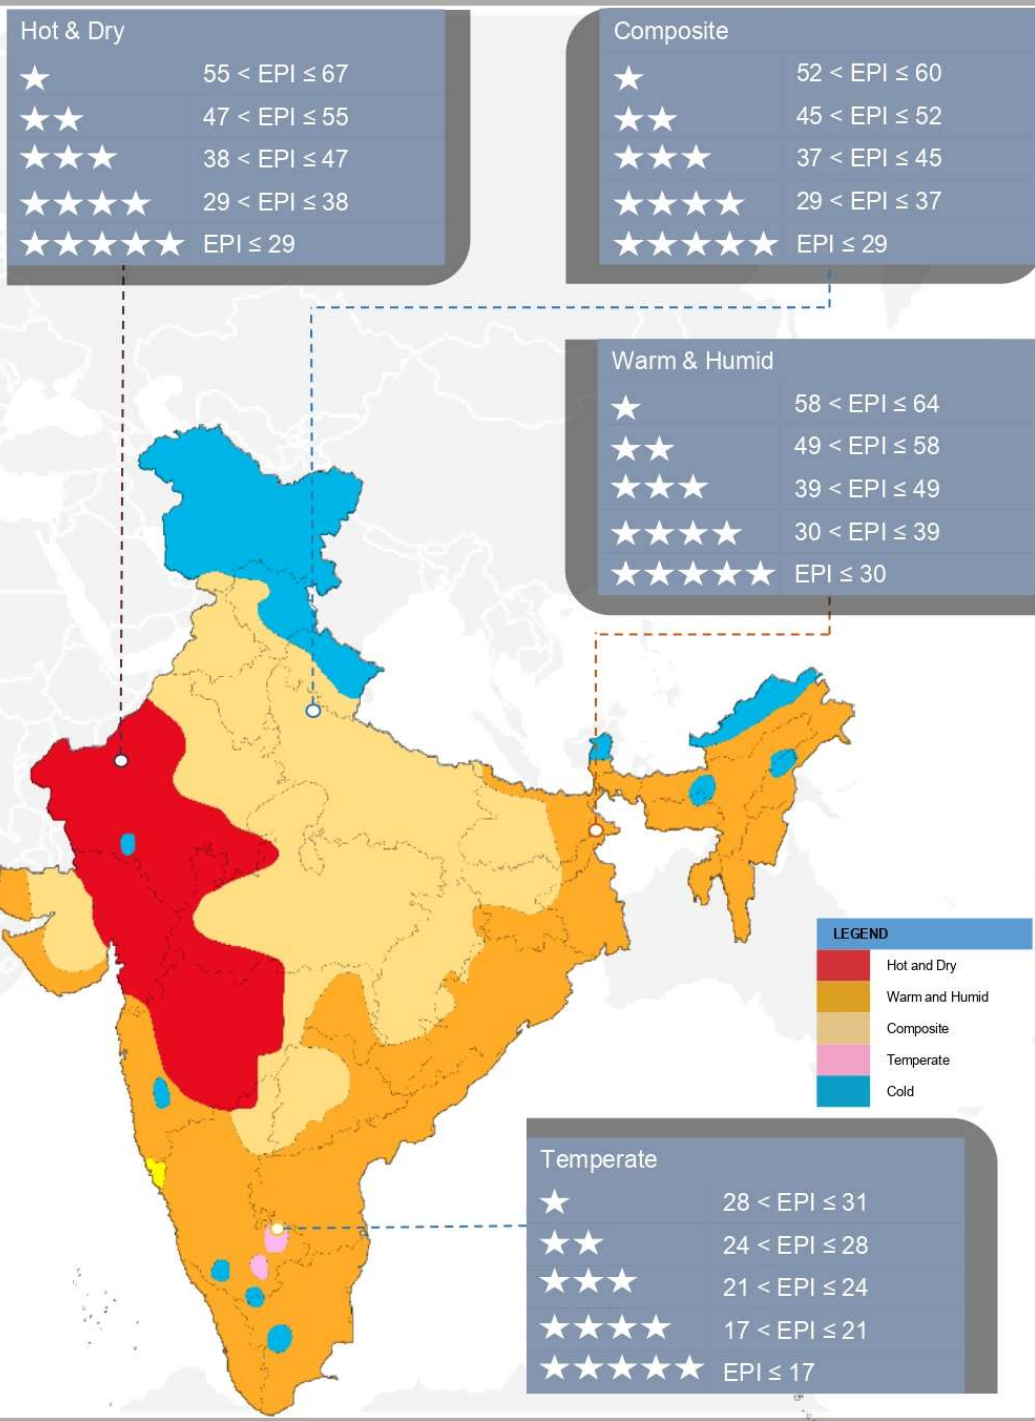 Hot & Dry
★ 55 < EPI ≤ 67
★★ 47 < EPI ≤ 55
★★★ 38 < EPI ≤ 47
★★★★ 29 < EPI ≤ 38
★★★★★ EPI ≤ 29
Composite
★ 52 < EPI ≤ 60
★★ 45 < EPI ≤ 52
★★★ 37 < EPI ≤ 45
★★★★ 29 < EPI ≤ 37
★★★★★ EPI ≤ 29
Warm & Humid
★ 58 < EPI ≤ 64
★★ 49 < EPI ≤ 58
★★★ 39 < EPI ≤ 49
★★★★ 30 < EPI ≤ 39
★★★★★ EPI ≤ 30
LEGEND
Hot and Dry
Warm and Humid
Composite
Temperate
Cold
Temperate
★ 28 < EPI ≤ 31
★★ 24 < EPI ≤ 28
★★★ 21 < EPI ≤ 24
★★★★ 17 < EPI ≤ 21
★★★★★ EPI ≤ 17